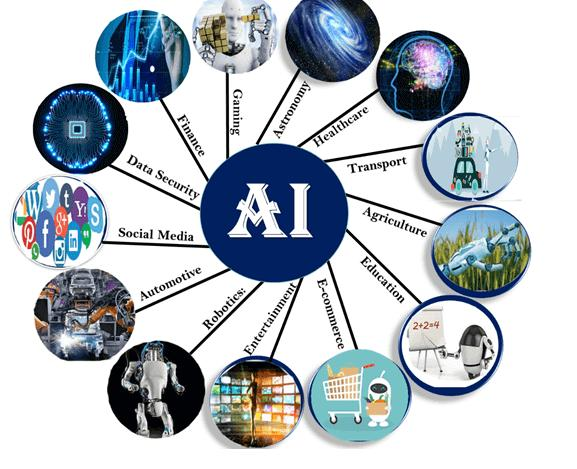 Gaming
Astronomy
Healthcare
Transport
Agriculture
Education
2+2=4
E-commerce
Entertainment
Robotics:
Automotive
Social Media
Data Security
Finance
AI
W
t
Y!
g+
S
f
in